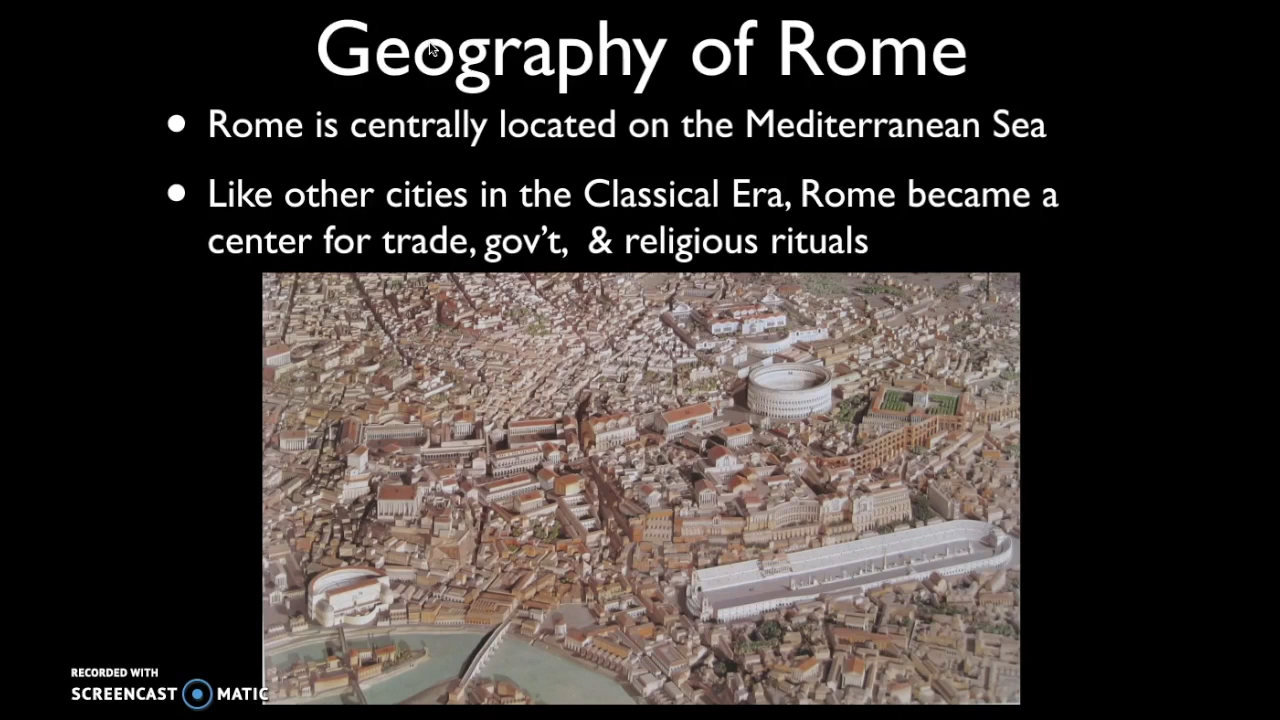 Geography of Rome
• Rome is centrally located on the Mediterranean Sea
• Like other cities in the Classical Era, Rome became a
center for trade, gov't, & religious rituals
RECORDED WITH
SCREENCAST MATIC